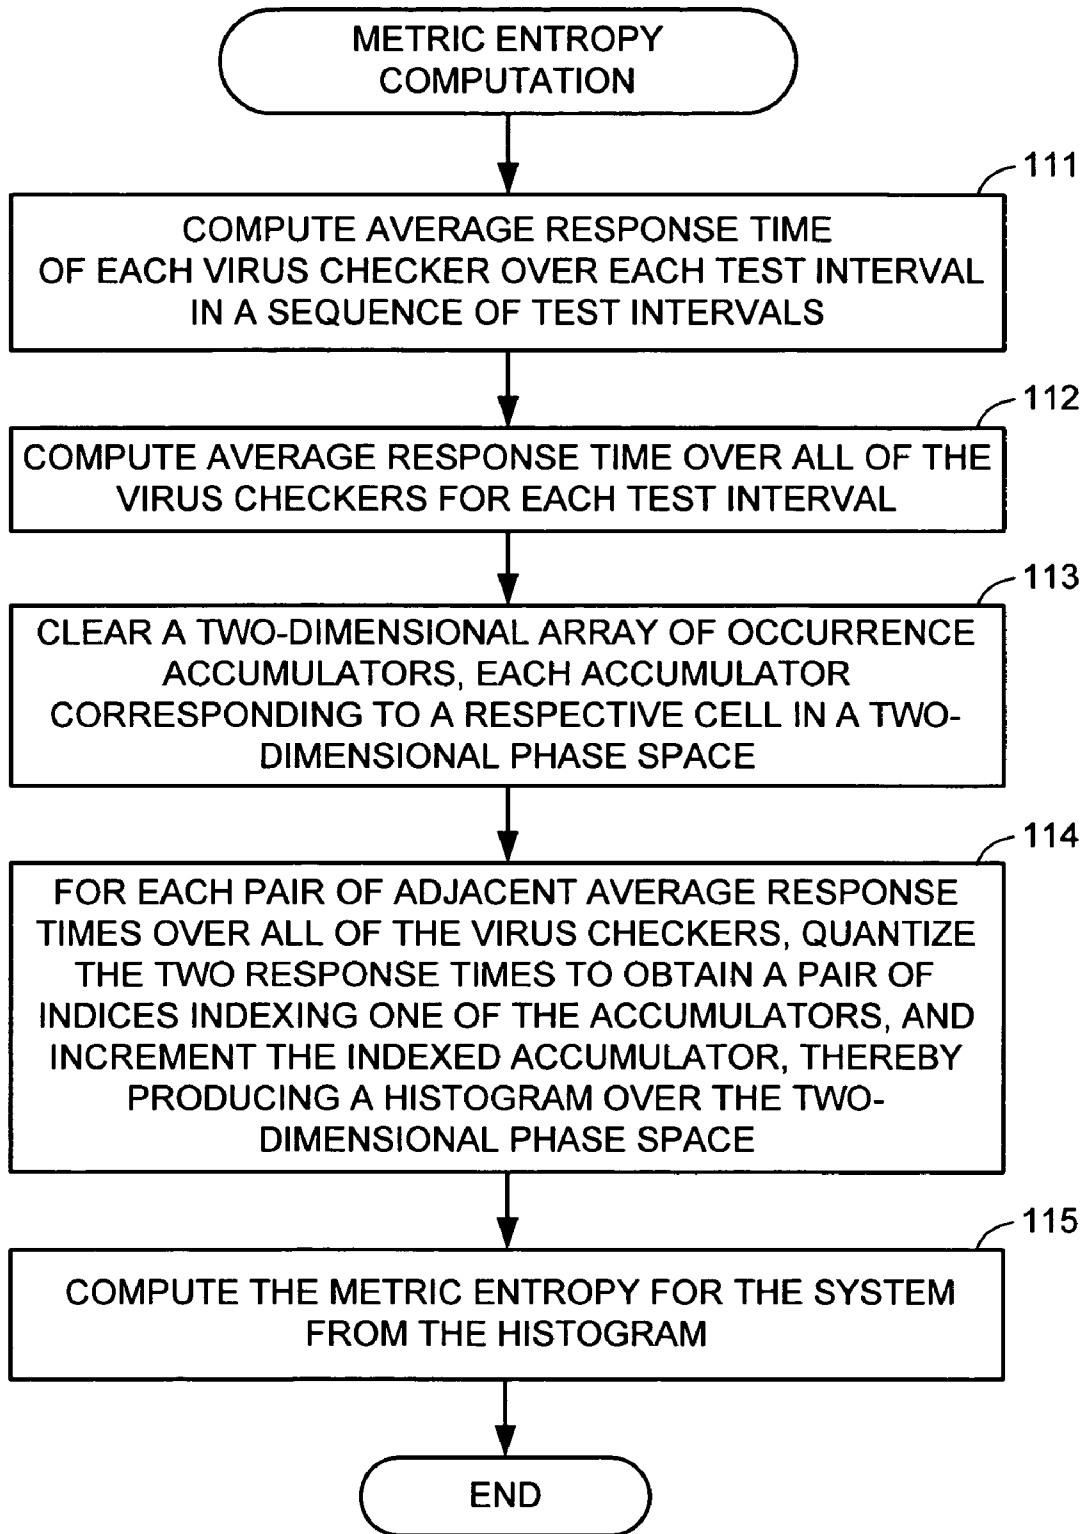 METRIC ENTROPY
COMPUTATION
111
COMPUTE AVERAGE RESPONSE TIME
OF EACH VIRUS CHECKER OVER EACH TEST INTERVAL
IN A SEQUENCE OF TEST INTERVALS
112
COMPUTE AVERAGE RESPONSE TIME OVER ALL OF THE
VIRUS CHECKERS FOR EACH TEST INTERVAL
113
CLEAR A TWO-DIMENSIONAL ARRAY OF OCCURRENCE
ACCUMULATORS, EACH ACCUMULATOR
CORRESPONDING TO A RESPECTIVE CELL IN A TWO-
DIMENSIONAL PHASE SPACE
114
FOR EACH PAIR OF ADJACENT AVERAGE RESPONSE
TIMES OVER ALL OF THE VIRUS CHECKERS, QUANTIZE
THE TWO RESPONSE TIMES TO OBTAIN A PAIR OF
INDICES INDEXING ONE OF THE ACCUMULATORS, AND
INCREMENT THE INDEXED ACCUMULATOR, THEREBY
PRODUCING A HISTOGRAM OVER THE TWO-
DIMENSIONAL PHASE SPACE
115
COMPUTE THE METRIC ENTROPY FOR THE SYSTEM
FROM THE HISTOGRAM
END